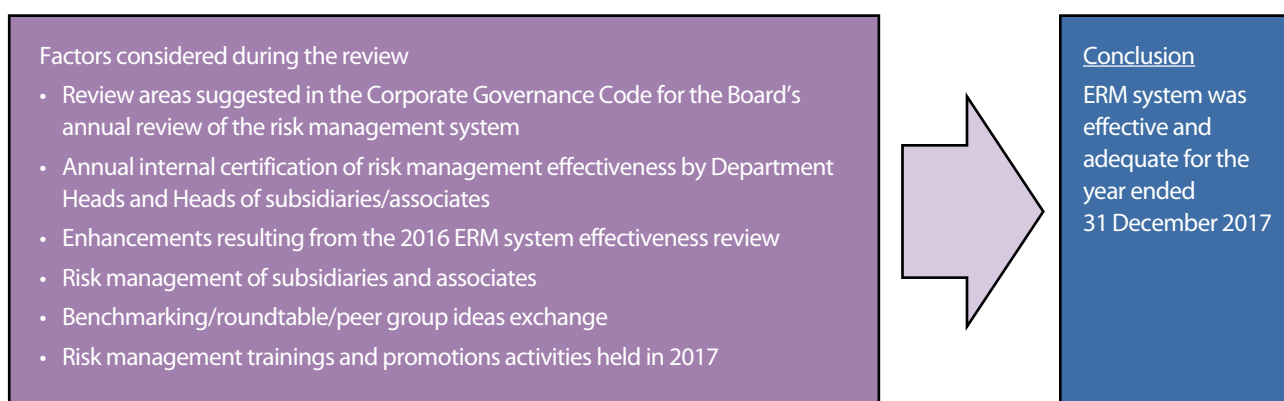 Factors considered during the review
• Review areas suggested in the Corporate Governance Code for the Board’s
annual review of the risk management system
• Annual internal certification of risk management effectiveness by Department
Heads and Heads of subsidiaries/associates
• Enhancements resulting from the 2016 ERM system effectiveness review
• Risk management of subsidiaries and associates
• Benchmarking/roundtable/peer group ideas exchange
• Risk management trainings and promotions activities held in 2017
Conclusion
ERM system was
effective and
adequate for the
year ended
31 December 2017